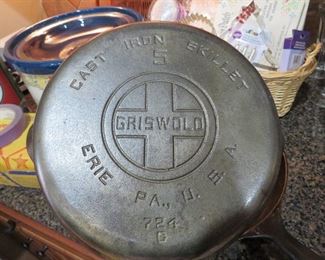 CAST IRON SKILLET
5
GRISWOLD
ERIE PA., U.S.A.
724
C